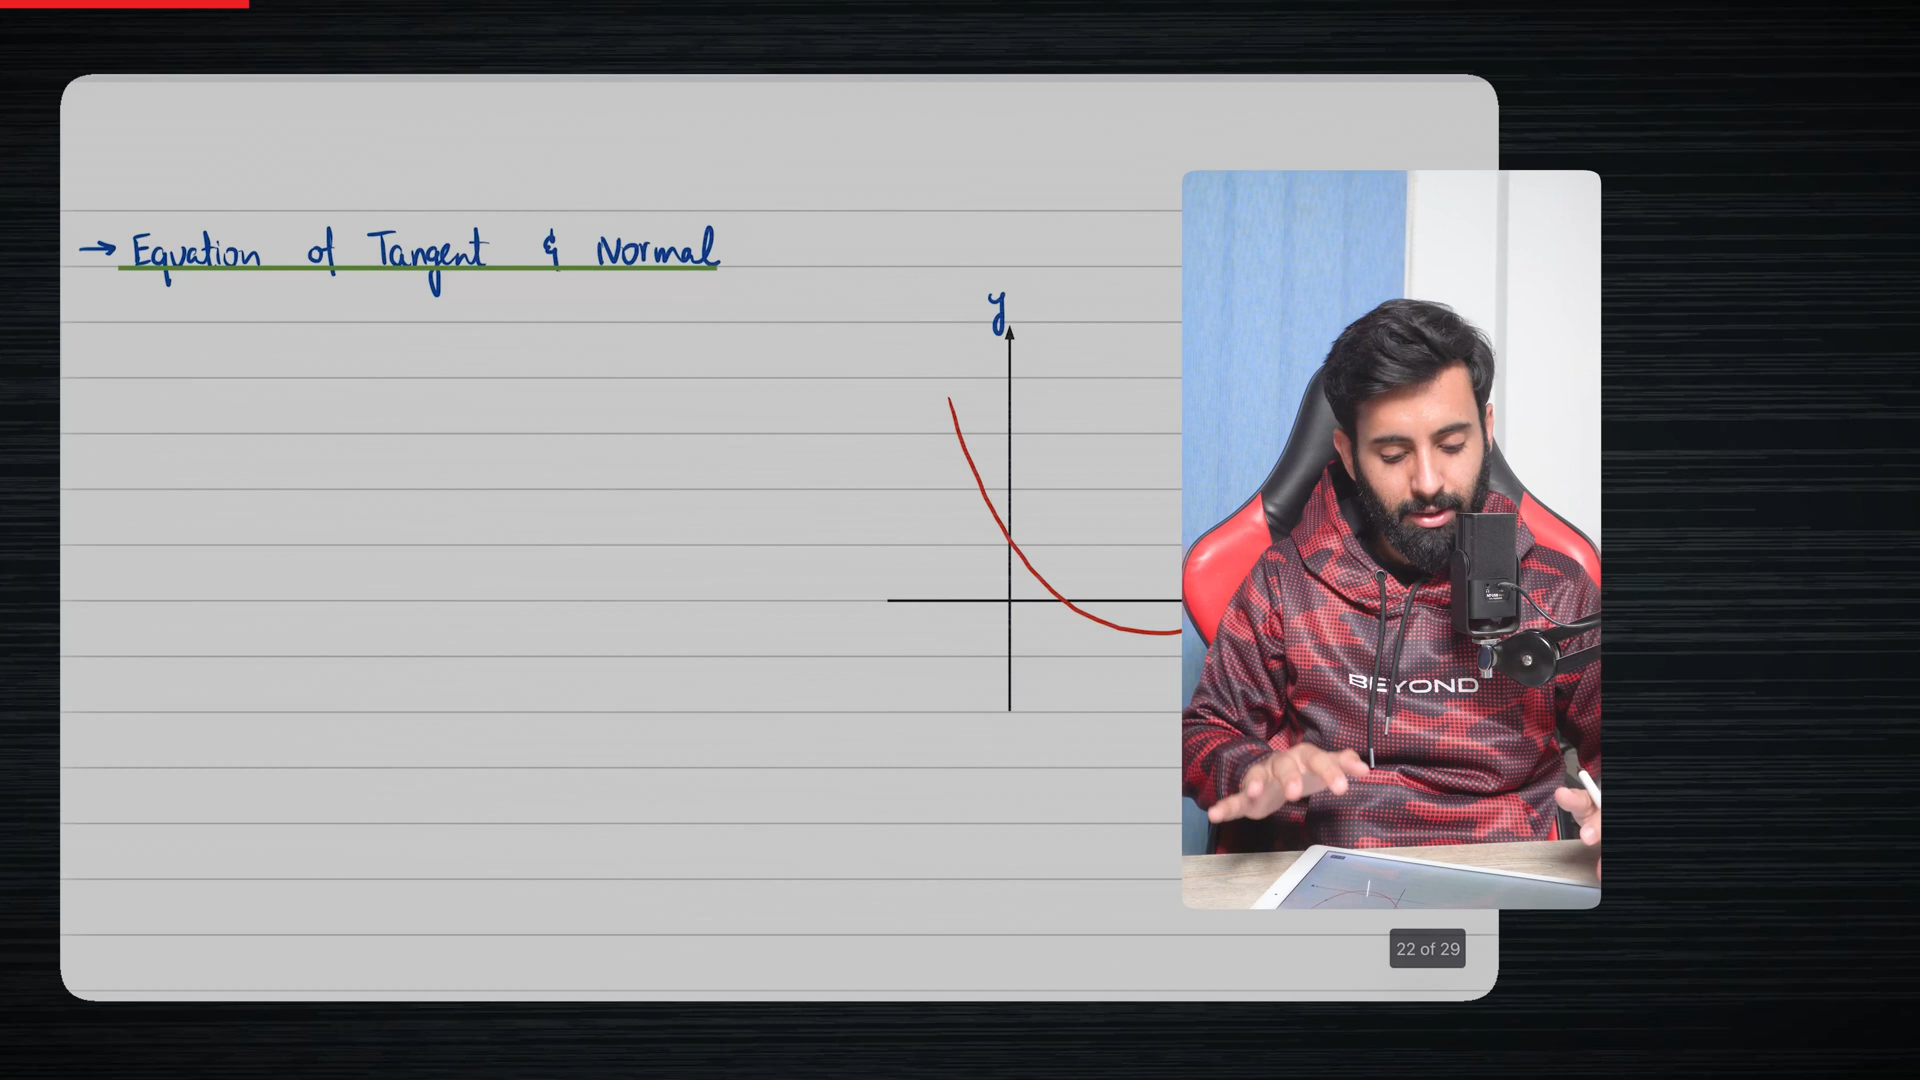 → Equation of Tangent & Normal
y
BEYOND
22 of 29